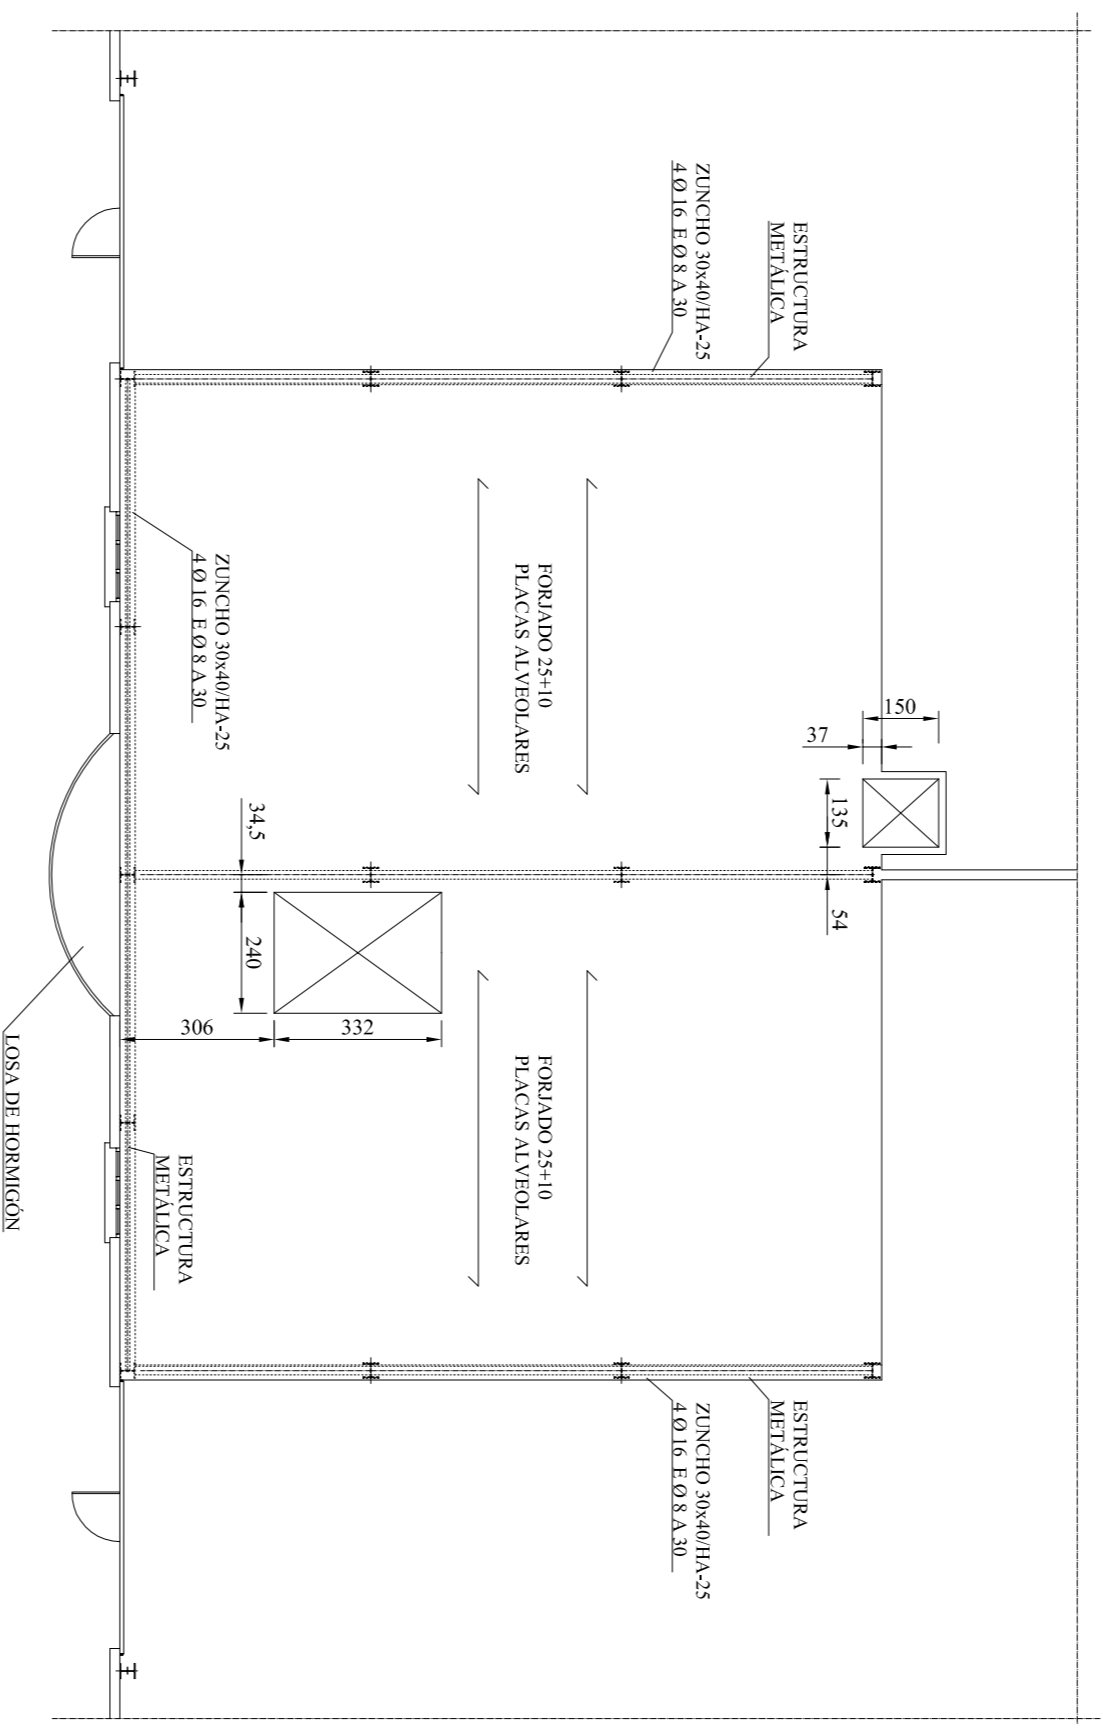 ESTRUCTURA
METÁLICA
ZUNCHO 30x40/HA-25
4 Ø 16 E Ø 8 A 30
FORJADO 25+10
PLACAS ALVEOLARES
ZUNCHO 30x40/HA-25
4 Ø 16 E Ø 8 A 30
150
37
135
54
34,5
240
306
332
FORJADO 25+10
PLACAS ALVEOLARES
ESTRUCTURA
METÁLICA
LOSA DE HORMIGÓN
ESTRUCTURA
METÁLICA
ZUNCHO 30x40/HA-25
4 Ø 16 E Ø 8 A 30